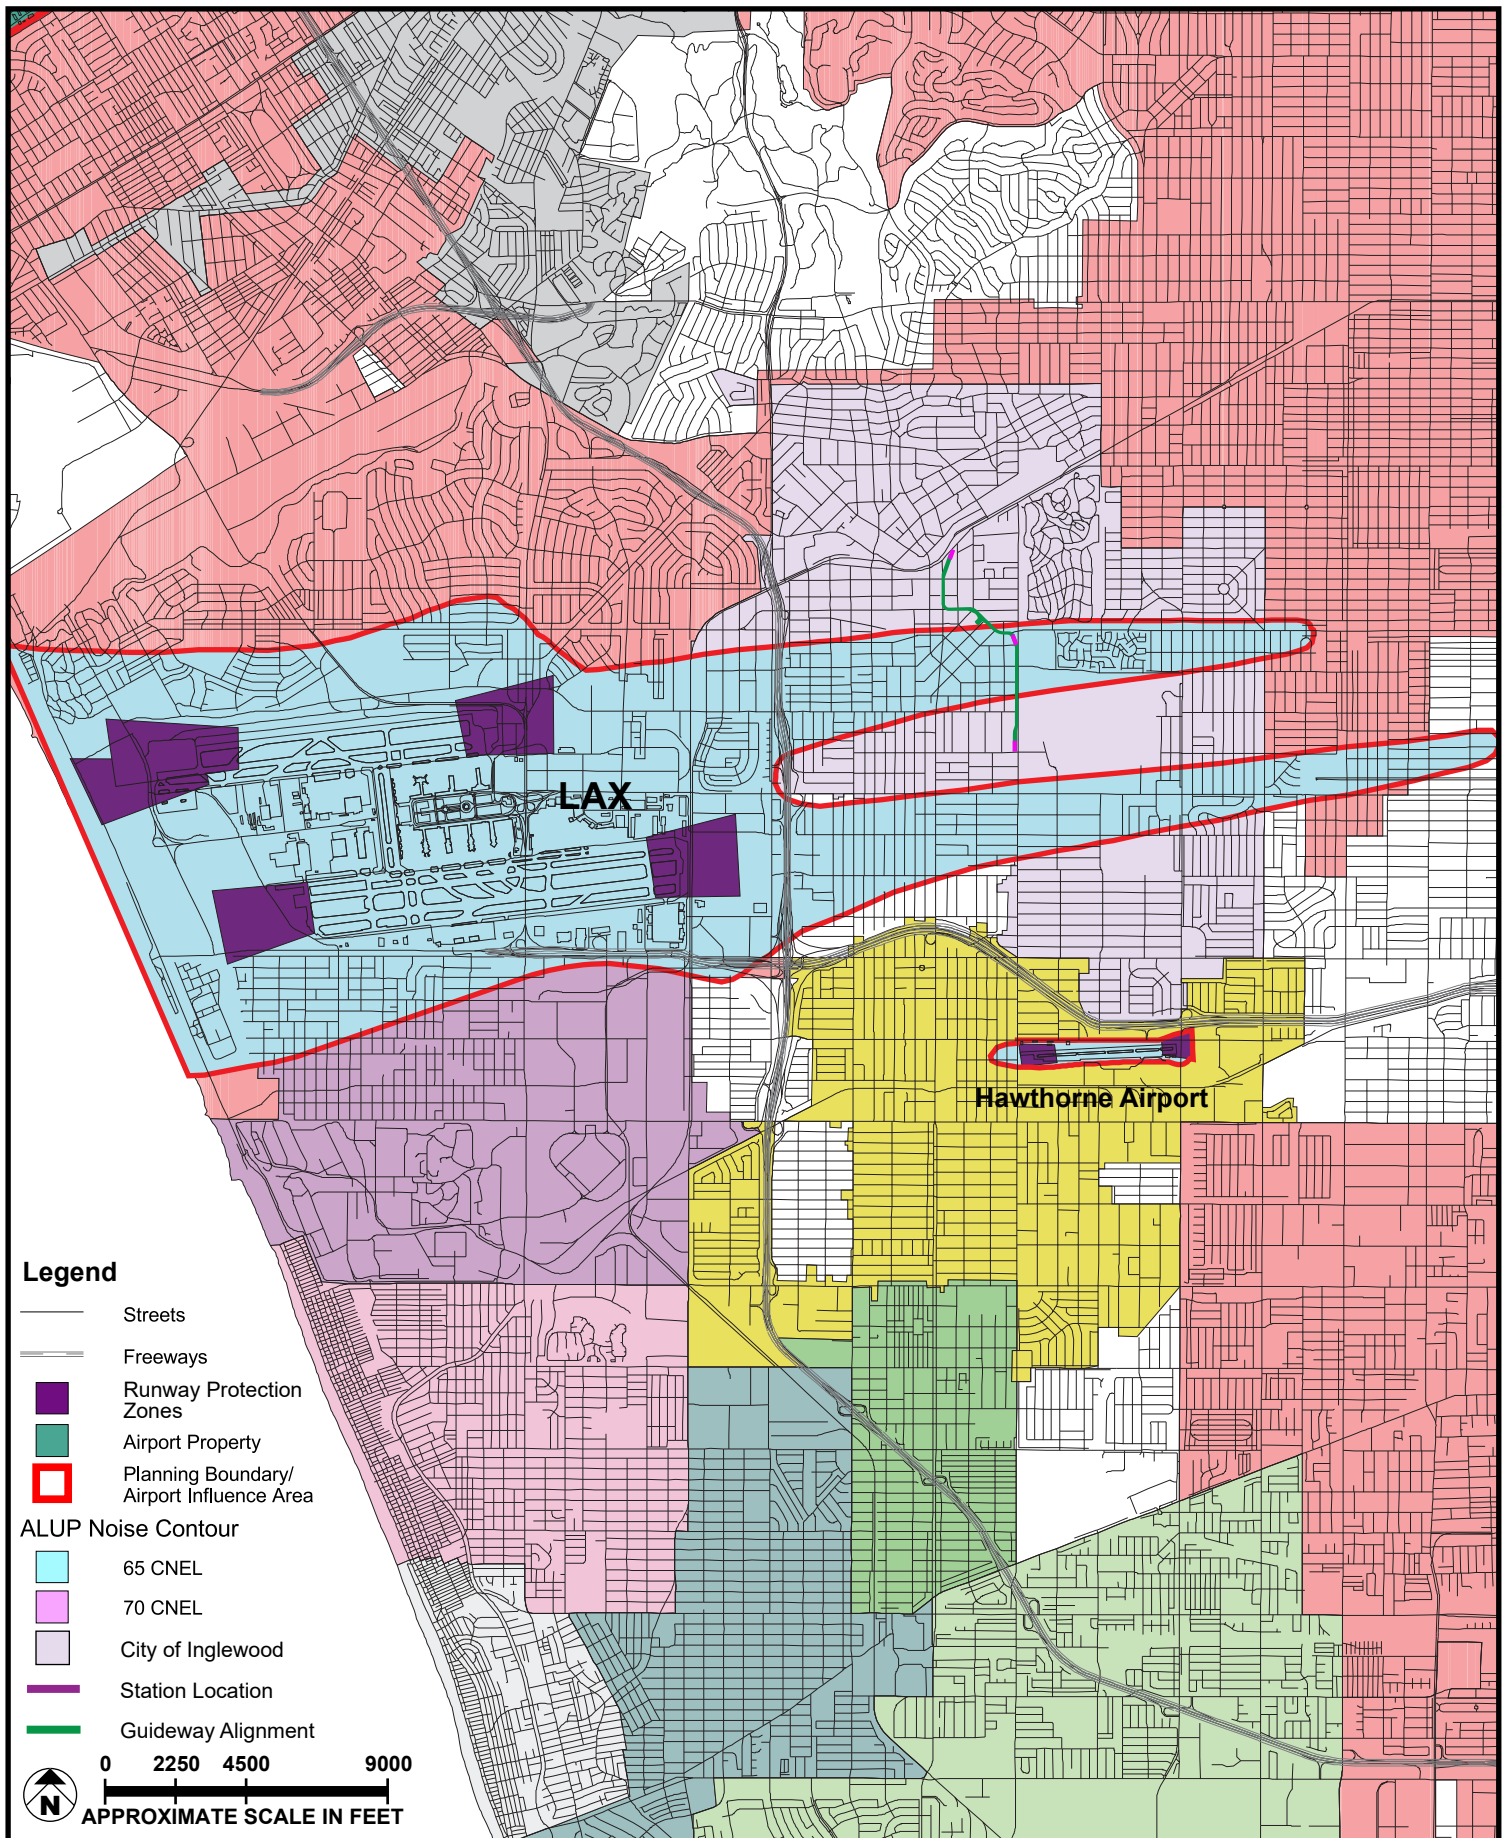 LAX
Hawthorne Airport
Legend
Streets
Freeways
Runway Protection
Zones
Airport Property
Planning Boundary/
Airport Influence Area
ALUP Noise Contour
65 CNEL
70 CNEL
City of Inglewood
Station Location
Guideway Alignment
0 2250 4500 9000
N
APPROXIMATE SCALE IN FEET